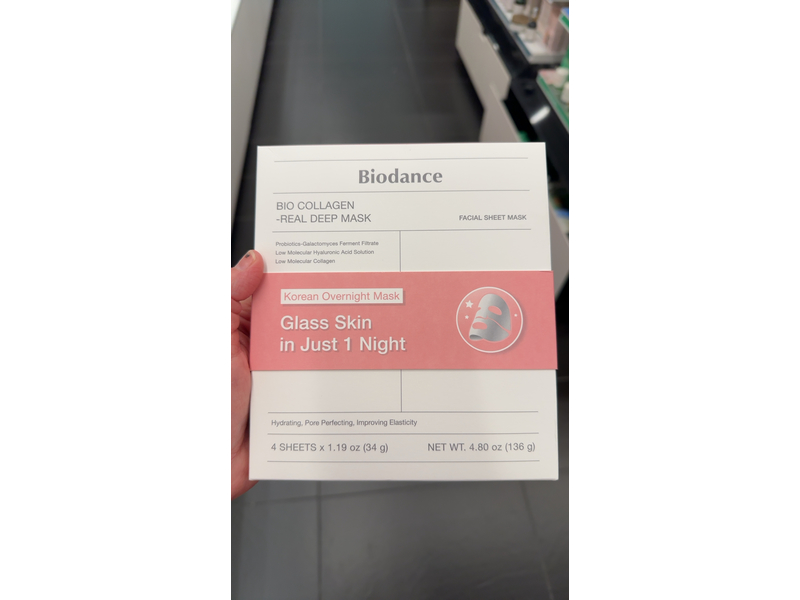 Biodance
BIO COLLAGEN
-REAL DEEP MASK
FACIAL SHEET MASK
Probiotics-Galactomyces Ferment Filtrate
Low Molecular Hyaluronic Acid Solution
Low Molecular Collagen
Korean Overnight Mask
Glass Skin
in Just 1 Night
Hydrating, Pore Perfecting, Improving Elasticity
4 SHEETS x 1.19 oz (34 g)
NET WT. 4.80 oz (136 g)